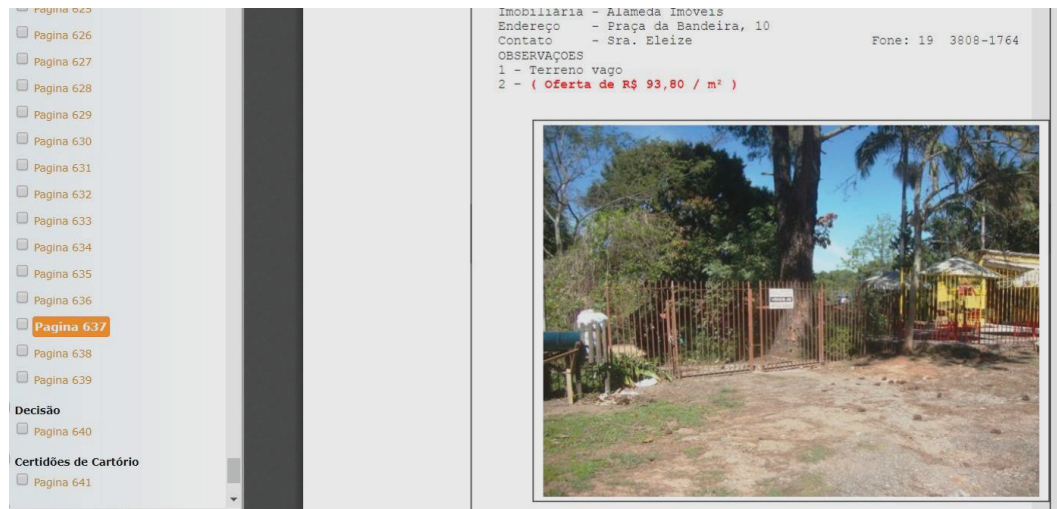 Pagina 625
Pagina 626
Pagina 627
Pagina 628
Pagina 629
Pagina 630
Pagina 631
Pagina 632
Pagina 633
Pagina 634
Pagina 635
Pagina 636
Pagina 637
Pagina 638
Pagina 639
Decisão
Pagina 640
Certidões de Cartório
Pagina 641
Imobiliária - Alameda Imóveis
Endereço - Praça da Bandeira, 10
Contato - Sra. Eleize Fone: 19 3808-1764
OBSERVAÇOES
1 - Terreno vago
2 - ( Oferta de R$ 93,80 / m² )